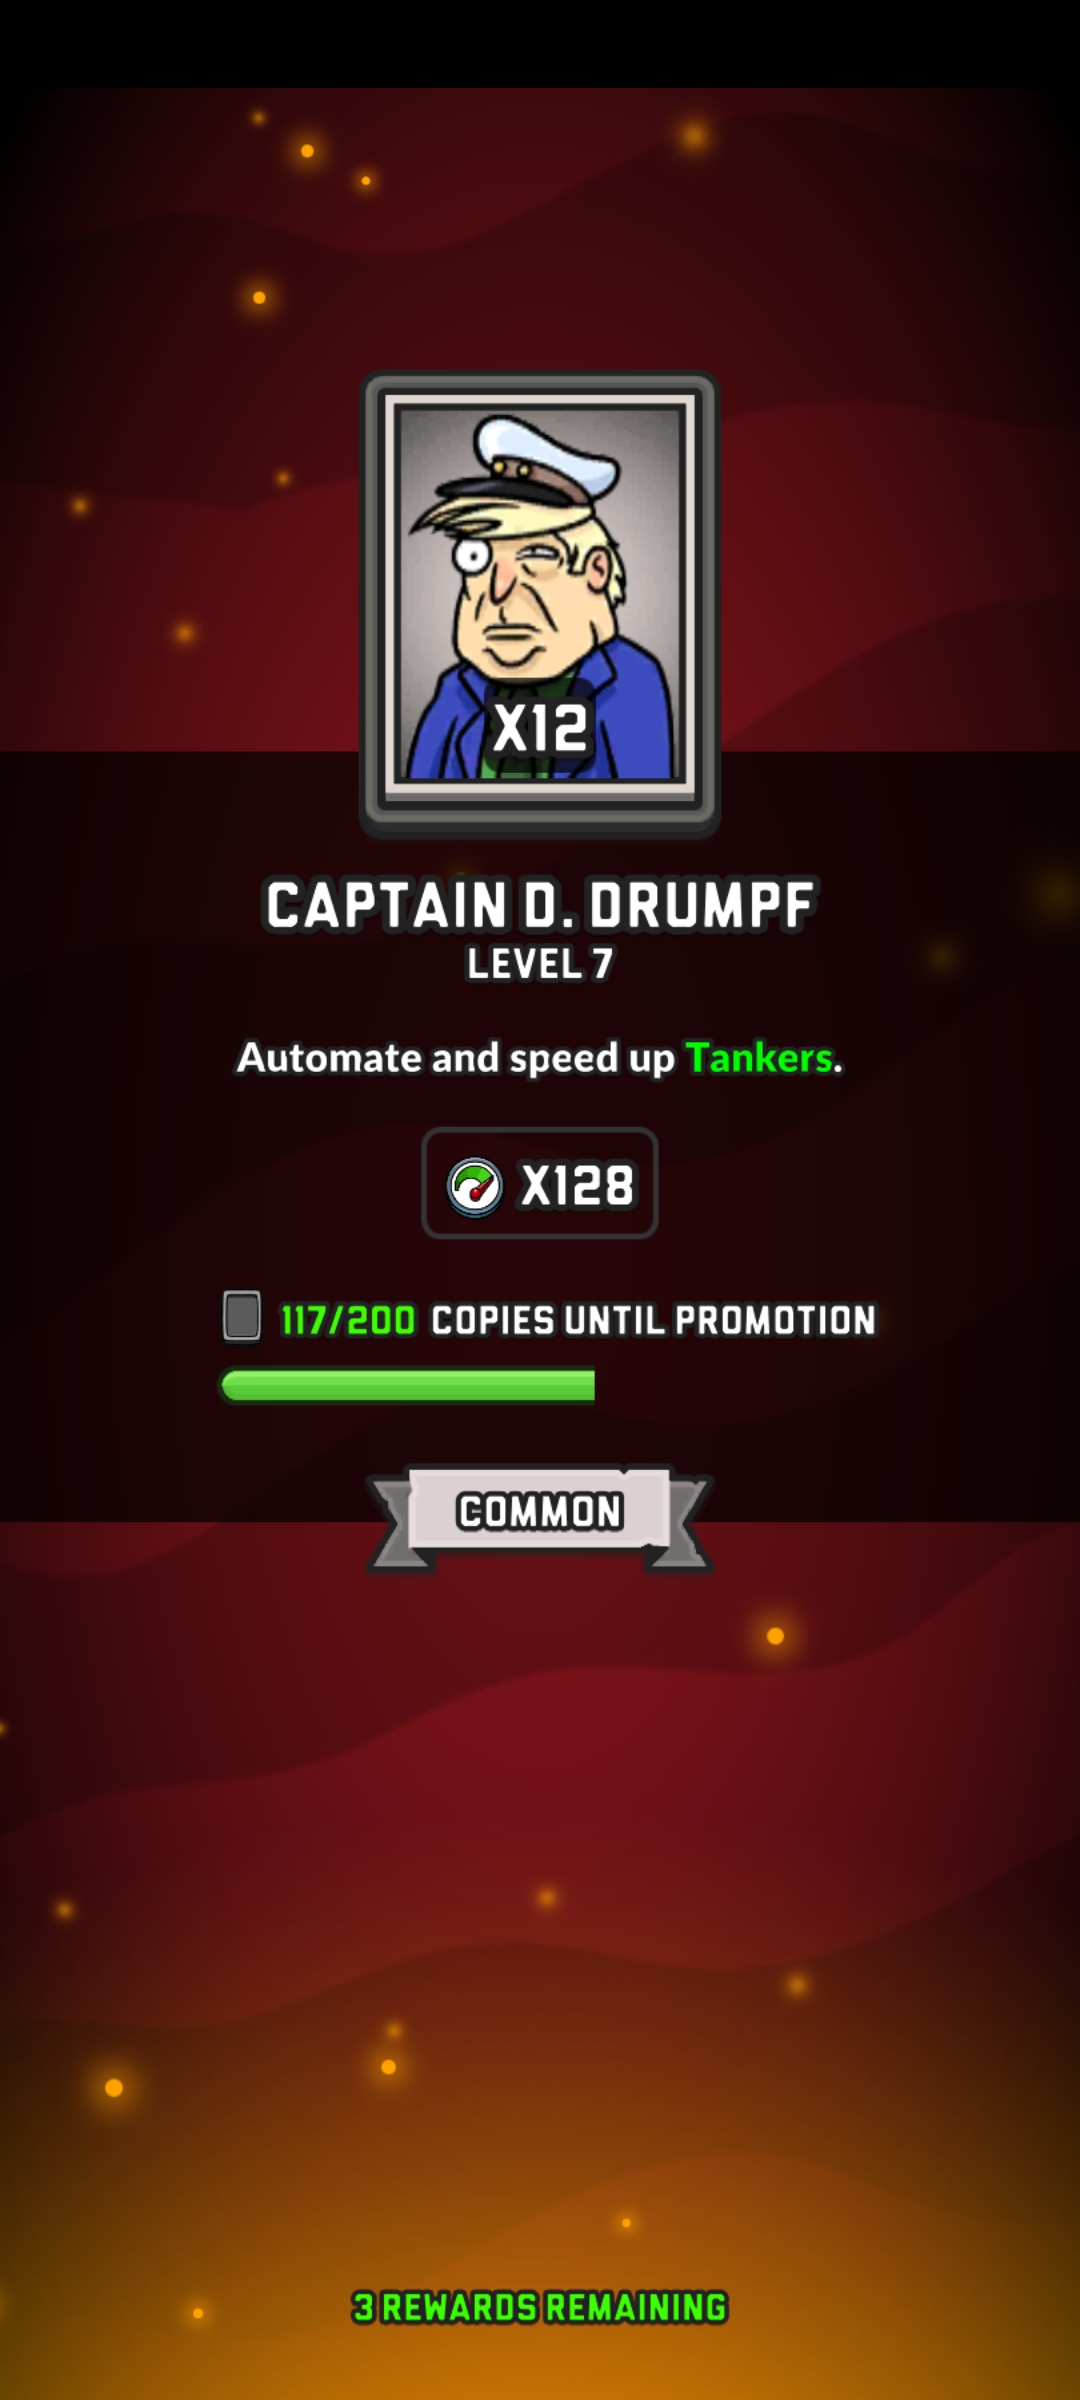 X12
CAPTAIN D. DRUMPF
LEVEL 7
Automate and speed up Tankers.
X128
117/200 COPIES UNTIL PROMOTION
COMMON
3 REWARDS REMAINING